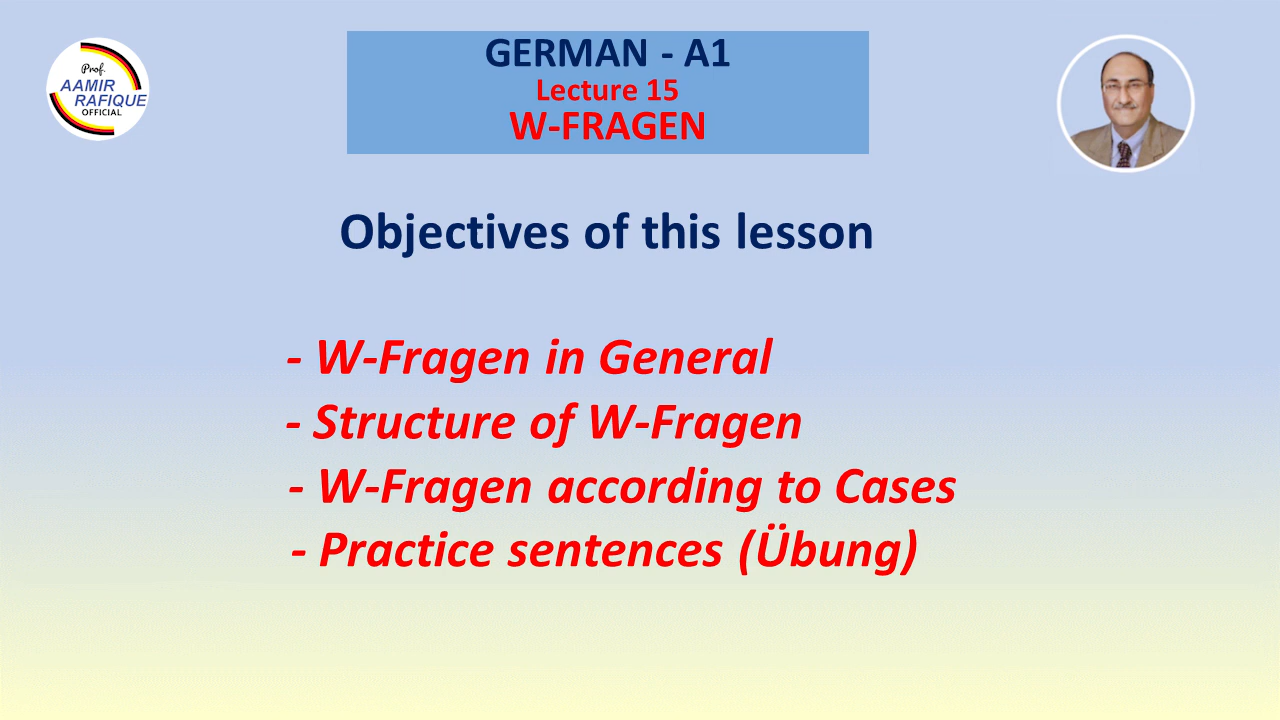 Prof.
AAMIR
RAFIQUE
OFFICIAL
GERMAN - A1
Lecture 15
W-FRAGEN
Objectives of this lesson
- W-Fragen in General
- Structure of W-Fragen
- W-Fragen according to Cases
- Practice sentences (Übung)